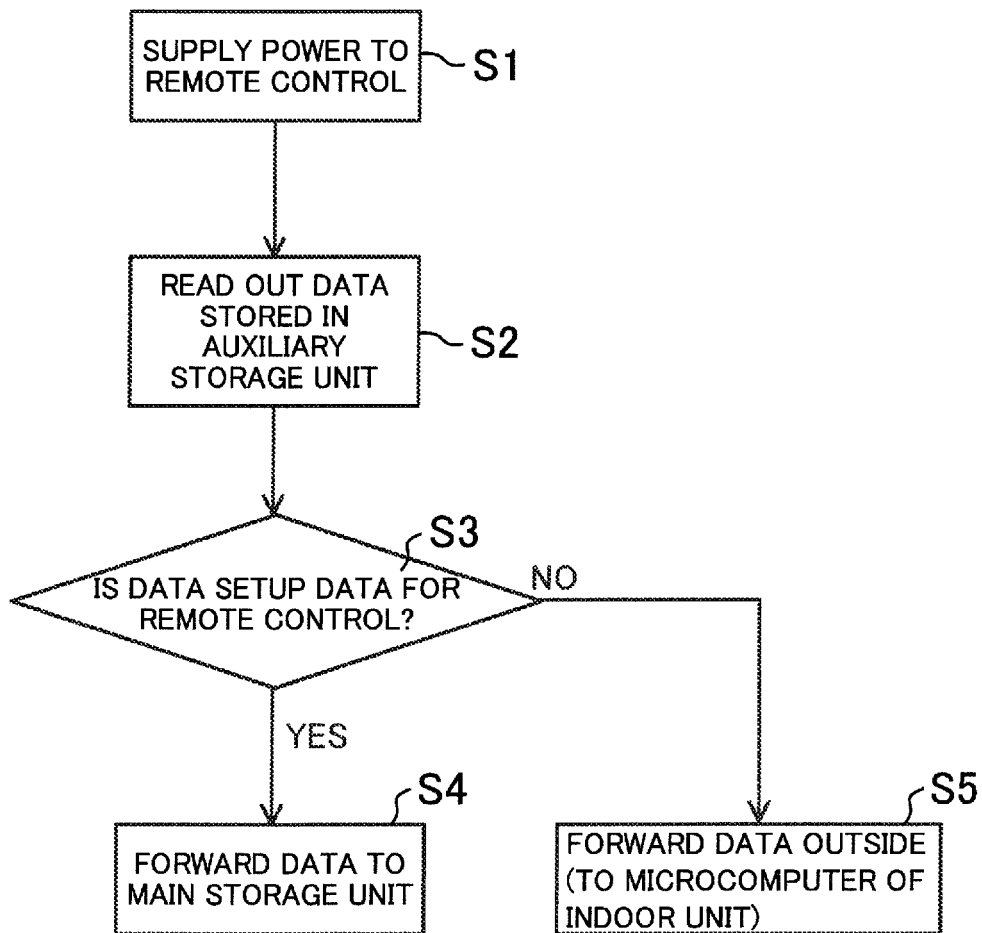 SUPPLY POWER TO
REMOTE CONTROL
S1
READ OUT DATA
STORED IN
AUXILIARY
STORAGE UNIT
S2
S3
IS DATA SETUP DATA FOR
REMOTE CONTROL?
NO
YES
S4
FORWARD DATA TO
MAIN STORAGE UNIT
S5
FORWARD DATA OUTSIDE
(TO MICROCOMPUTER OF
INDOOR UNIT)